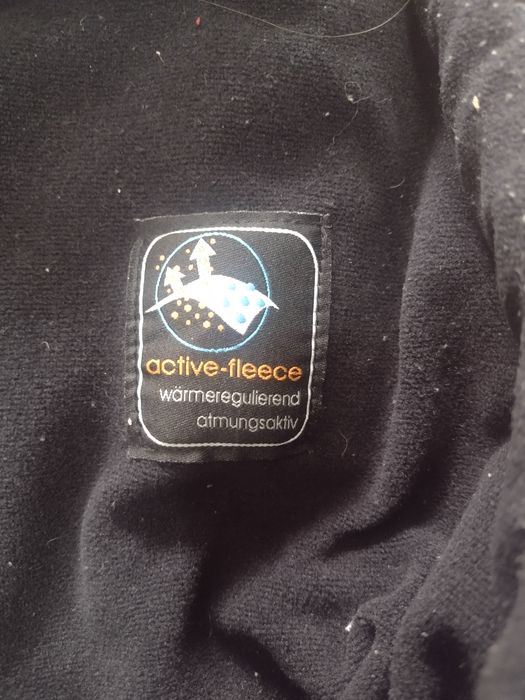 active-fleece
wärmeregulierend
atmungsaktiv